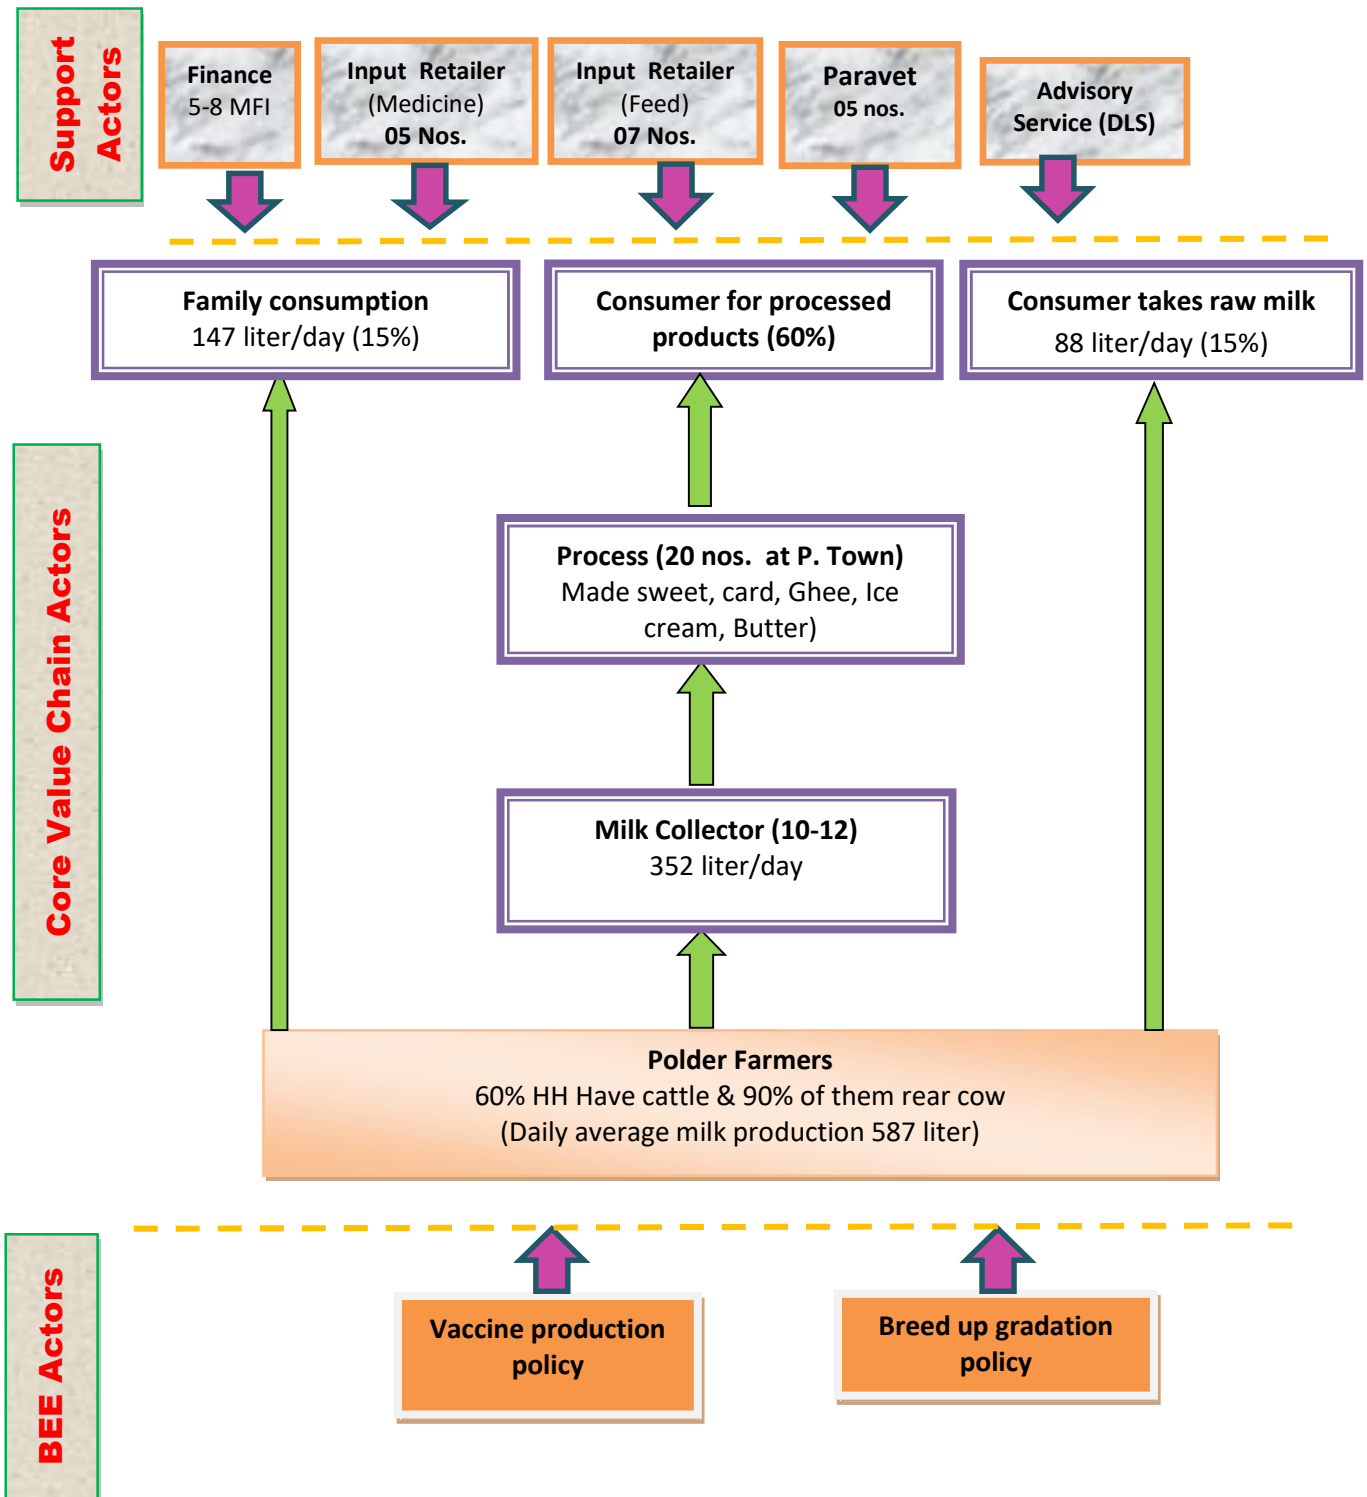 Support
Actors
Finance
5-8 MFI
Input  Retailer
(Medicine)
05 Nos.
Input  Retailer
(Feed)
07 Nos.
Paravet
05 nos.
Advisory
Service (DLS)
Family consumption
147 liter/day (15%)
Consumer for processed
products (60%)
Consumer takes raw milk
88 liter/day (15%)
Core Value Chain Actors
Process (20 nos.  at P. Town)
Made sweet, card, Ghee, Ice
cream, Butter)
Milk Collector (10-12)
352 liter/day
Polder Farmers
60% HH Have cattle & 90% of them rear cow
(Daily average milk production 587 liter)
BEE Actors
Vaccine production
policy
Breed up gradation
policy